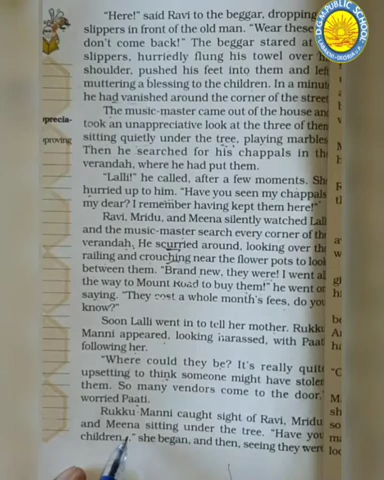 "Here!" said Ravi to the beggar, dropping
slippers in front of the old man. "Wear these
don't come back!" The beggar stared at
slippers, hurriedly flung his towel over
shoulder, pushed his feet into them and left
muttering a blessing to the children. In a minute
he had vanished around the corner of the street
The music-master came out of the house and
took an unappreciative look at the three of them
sitting quietly under the tree, playing marbles
Then he searched for his chappals in the
verandah, where he had put them.
"Lalli!" he called, after a few moments. She
hurried up to him. "Have you seen my chappals
my dear? I remember having kept them here!"
Ravi, Mridu, and Meena silently watched Lalli
and the music-master search every corner of the
verandah. He scurried around, looking over the
railing and crouching near the flower pots to look
between them. "Brand new, they were! I went all
the way to Mount Road to buy them!" he went on
saying. "They cost a whole month's fees, do you
know?"
Soon Lalli went in to tell her mother. Rukku
Manni appeared, looking harassed, with Paati
following her.
"Where could they be? It's really quite
upsetting to think someone might have stolen
them. So many vendors come to the door,"
worried Paati.
Rukku Manni caught sight of Ravi, Mridu
and Meena sitting under the tree. "Have you
children..." she began, and then, seeing they were
apprecia-
pproving